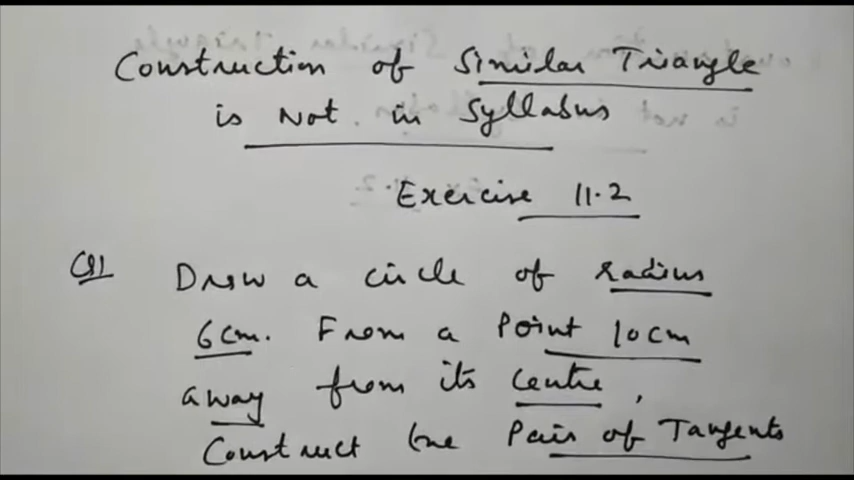 Construction of Similar Triangle
is Not in Syllabus
Exercise 11.2
Q1 Draw a circle of radius
6cm. From a Point 10cm
away from its centre,
Construct the Pair of Tangents